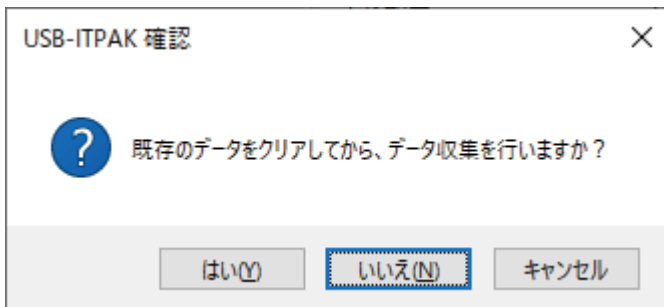 USB-ITPAK 確認
既存のデータをクリアしてから、データ収集を行いますか？
はい(Y)
いいえ(N)
キャンセル